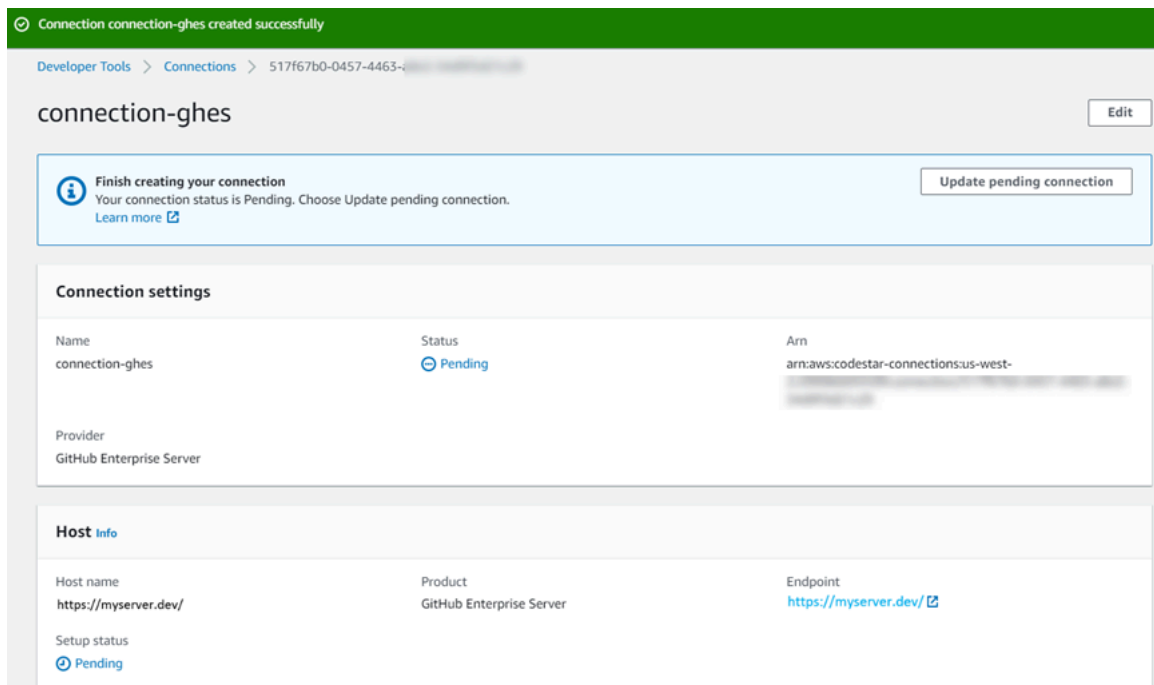 Connection connection-ghes created successfully
Developer Tools > Connections > 517f67b0-0457-4463-
connection-ghes
Edit
Finish creating your connection
Your connection status is Pending. Choose Update pending connection.
Learn more
Update pending connection
Connection settings
Name
connection-ghes
Status
Pending
Arn
arn:aws:codestar-connections:us-west-
Provider
GitHub Enterprise Server
Host Info
Host name
https://myserver.dev/
Product
GitHub Enterprise Server
Endpoint
https://myserver.dev/
Setup status
Pending